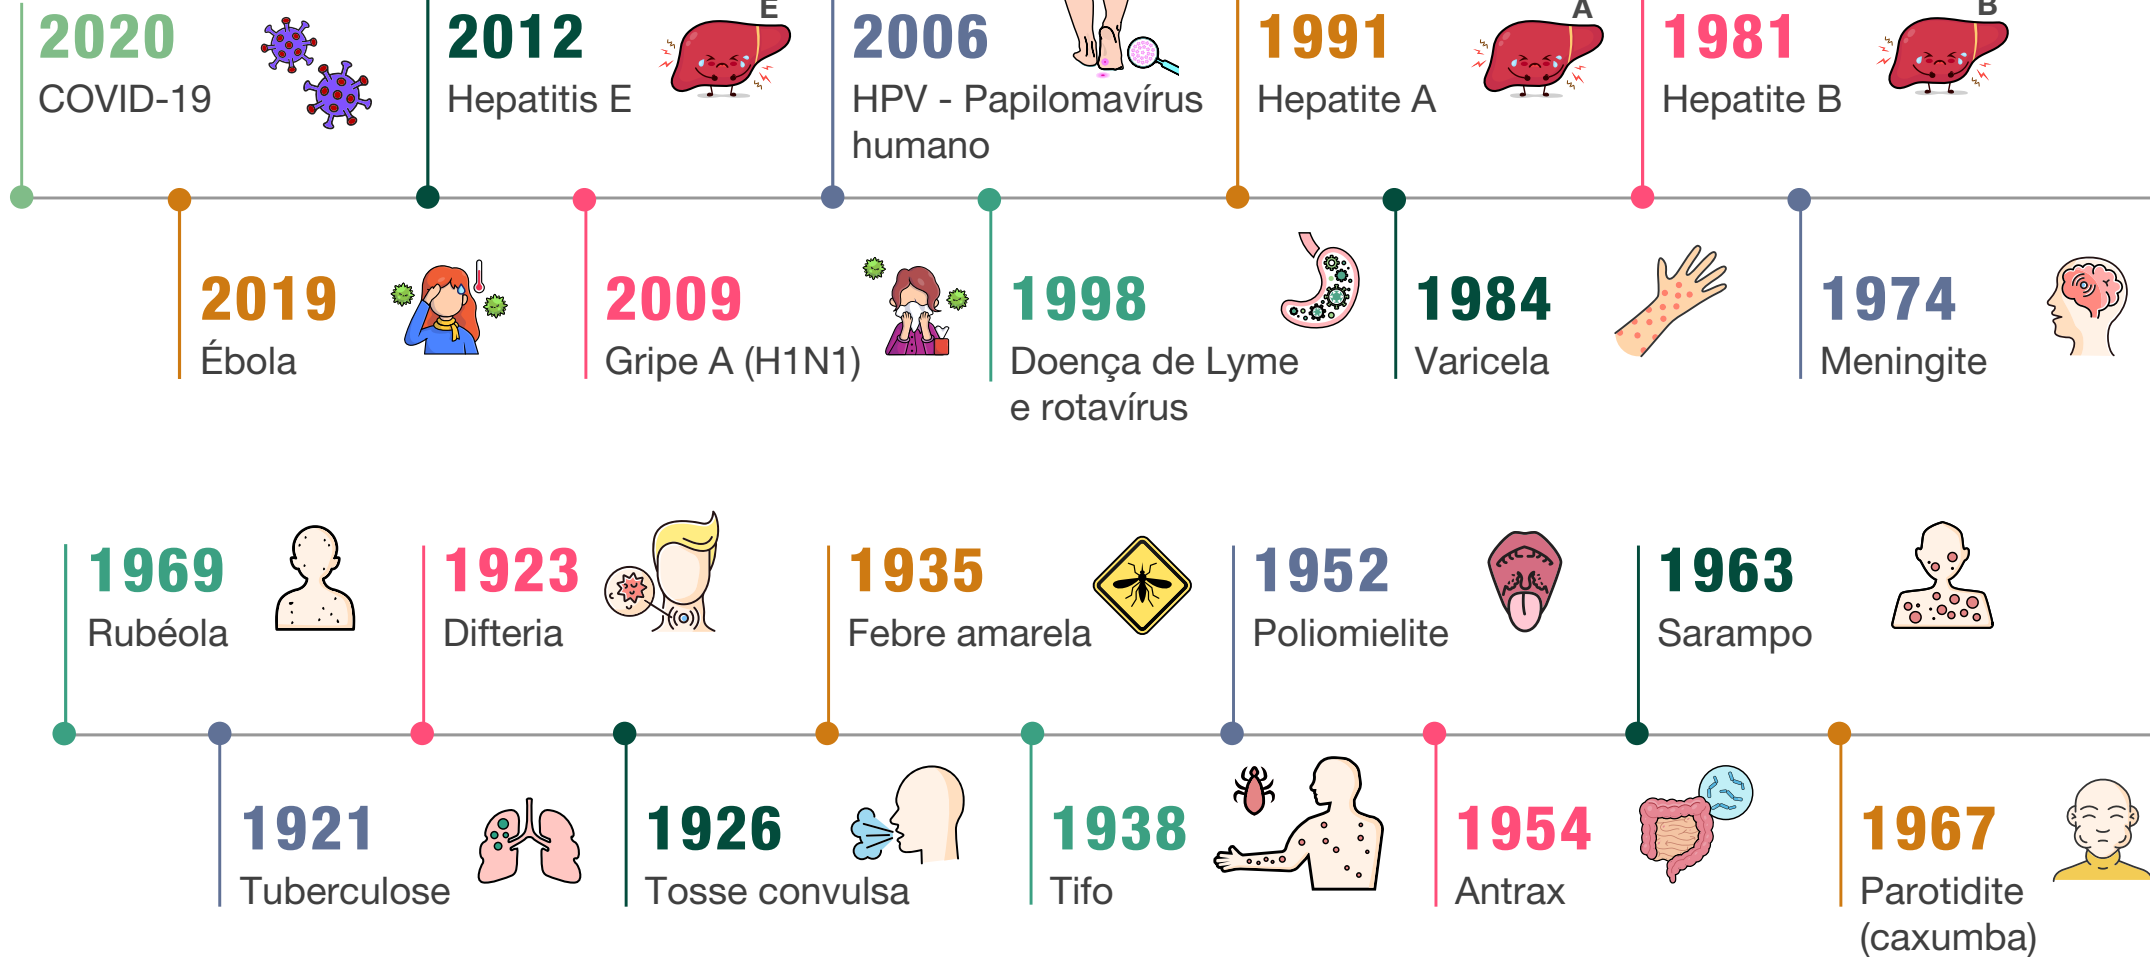 E
A
B
2020
COVID-19
2012
Hepatitis E
2006
HPV - Papilomavírus
humano
1991
Hepatite A
1981
Hepatite B
2019
Ébola
2009
Gripe A (H1N1)
1998
Doença de Lyme
e rotavírus
1984
Varicela
1974
Meningite
1969
Rubéola
1923
Difteria
1935
Febre amarela
1952
Poliomielite
1963
Sarampo
1921
Tuberculose
1926
Tosse convulsa
1938
Tifo
1954
Antrax
1967
Parotidite
(caxumba)